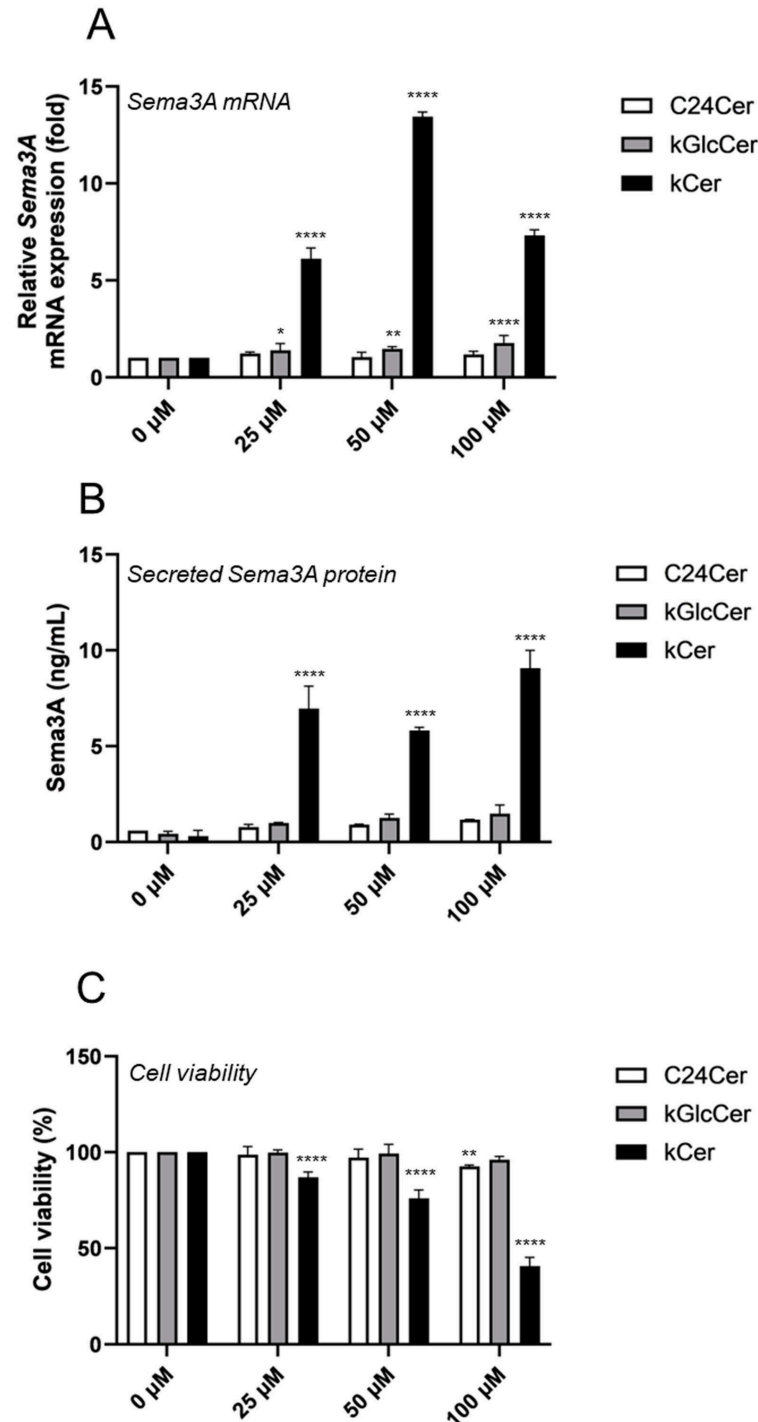 A
Sema3A mRNA
Relative Sema3A
mRNA expression (fold)
15
10
5
0
****
****
****
*
**
****
0 µM
25 µM
50 µM
100 µM
C24Cer
kGlcCer
kCer
B
Secreted Sema3A protein
Sema3A (ng/mL)
15
10
5
0
****
****
****
0 µM
25 µM
50 µM
100 µM
C24Cer
kGlcCer
kCer
C
Cell viability
Cell viability (%)
150
100
50
0
****
****
**
****
0 µM
25 µM
50 µM
100 µM
C24Cer
kGlcCer
kCer